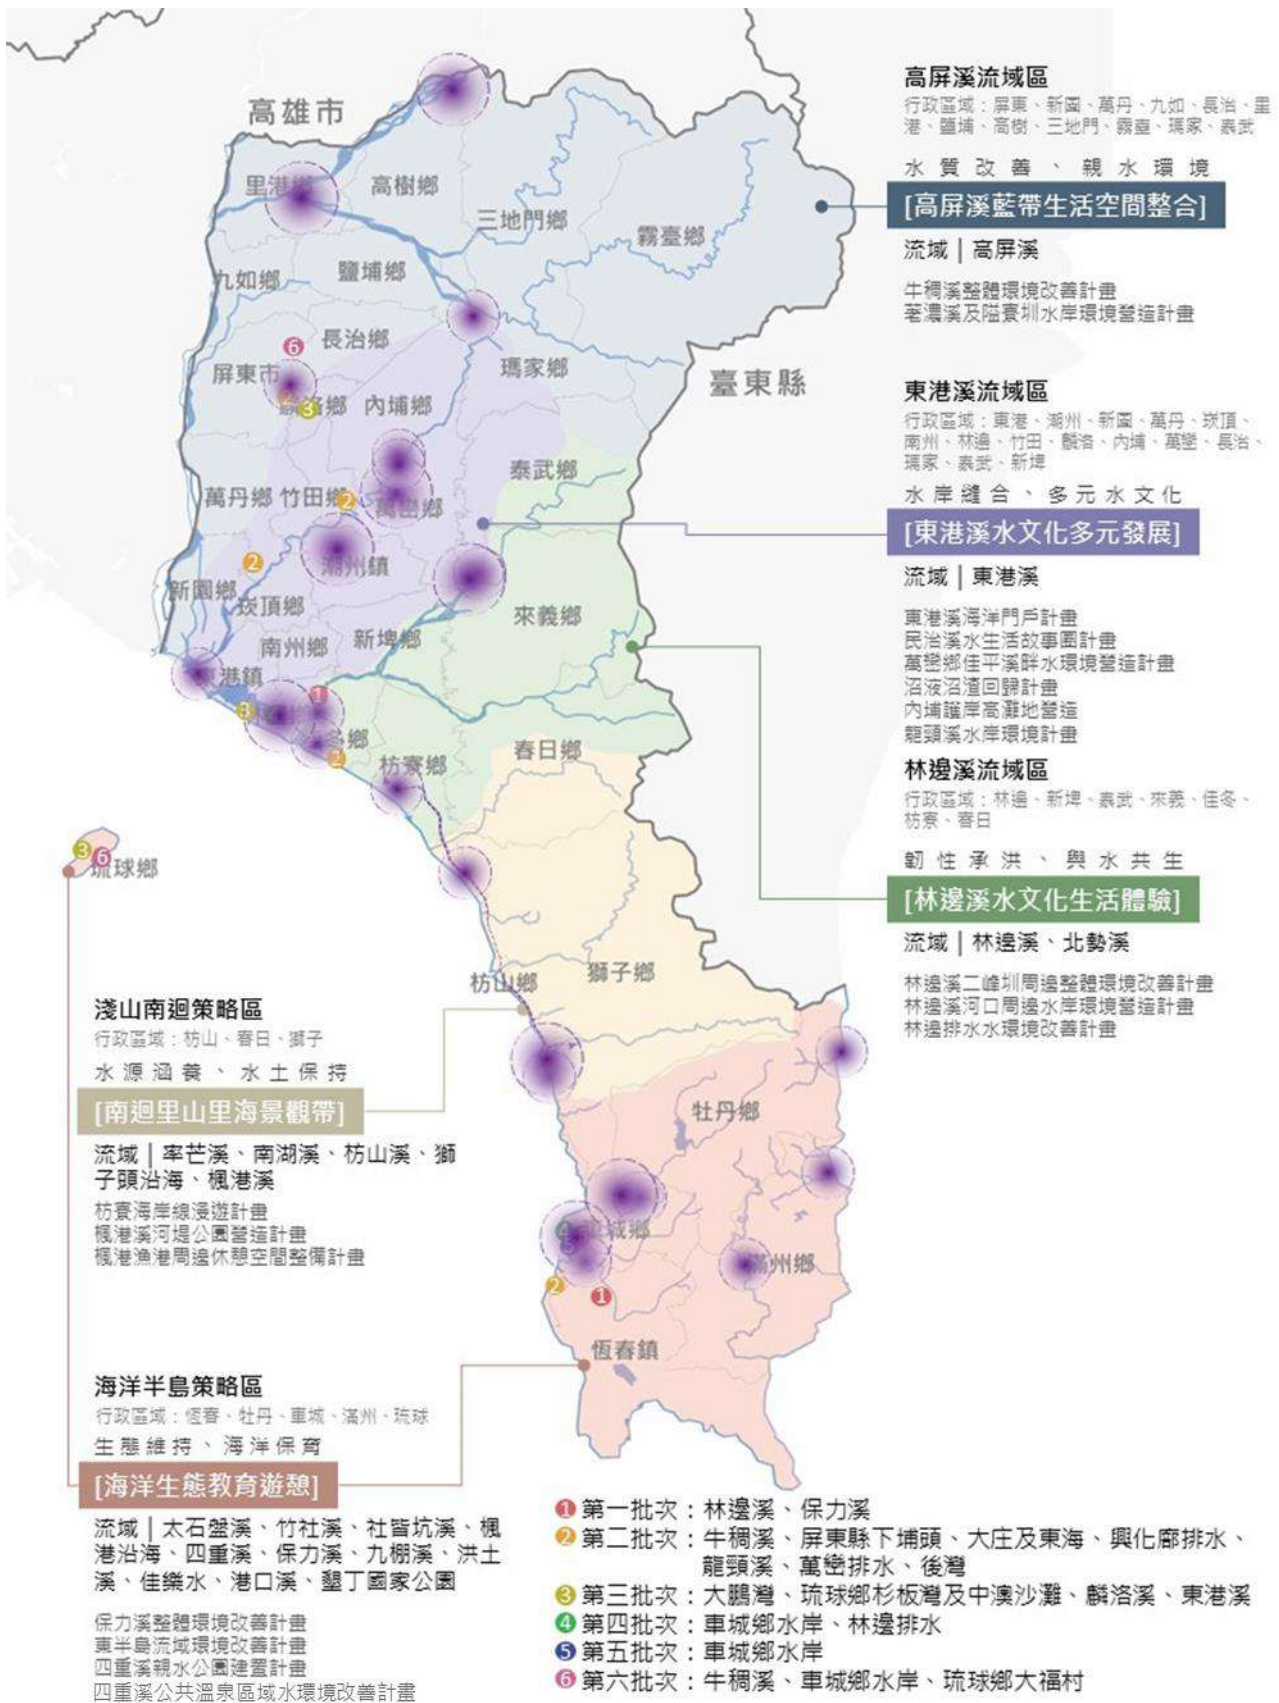 高雄市
里港鄉
高樹鄉
三地門鄉
霧臺鄉
九如鄉
鹽埔鄉
長治鄉
6
屏東市
瑪家鄉
臺東縣
2
3
麟洛鄉
內埔鄉
泰武鄉
萬丹鄉
竹田鄉
2
萬巒鄉
2
潮州鎮
新園鄉
崁頂鄉
來義鄉
南州鄉
新埤鄉
東港鎮
1
3
2
枋寮鄉
春日鄉
3
6
琉球鄉
枋山鄉
獅子鄉
牡丹鄉
4
5
車城鄉
滿州鄉
2
1
恆春鎮
高屏溪流域區
行政區域：屏東、新園、萬丹、九如、長治、里
港、鹽埔、高樹、三地門、霧臺、瑪家、泰武
水質改善、親水環境
[高屏溪藍帶生活空間整合]
流域｜高屏溪
牛稠溪整體環境改善計畫
荖濃溪及隘寮圳水岸環境營造計畫
東港溪流域區
行政區域：東港、潮州、新園、萬丹、崁頂、
南州、林邊、竹田、麟洛、內埔、萬巒、長治、
瑪家、泰武、新埤
水岸縫合、多元水文化
[東港溪水文化多元發展]
流域｜東港溪
東港溪海洋門戶計畫
民治溪水生活故事園計畫
萬巒鄉佳平溪畔水環境營造計畫
沼液沼渣回歸計畫
內埔護岸高灘地營造
龍頸溪水岸環境計畫
林邊溪流域區
行政區域：林邊、新埤、泰武、來義、佳冬、
枋寮、春日
韌性承洪、與水共生
[林邊溪水文化生活體驗]
流域｜林邊溪、北勢溪
林邊溪二峰圳周邊整體環境改善計畫
林邊溪河口周邊水岸環境營造計畫
林邊排水水環境改善計畫
淺山南迴策略區
行政區域：枋山、春日、獅子
水源涵養、水土保持
[南迴里山里海景觀帶]
流域｜率芒溪、南湖溪、枋山溪、獅
子頭沿海、楓港溪
枋寮海岸線漫遊計畫
楓港溪河堤公園營造計畫
楓港漁港周邊休憩空間整備計畫
海洋半島策略區
行政區域：恆春、牡丹、車城、滿州、琉球
生態維持、海洋保育
[海洋生態教育遊憩]
流域｜太石盤溪、竹社溪、社皆坑溪、楓
港沿海、四重溪、保力溪、九棚溪、洪土
溪、佳樂水、港口溪、墾丁國家公園
保力溪整體環境改善計畫
東半島流域環境改善計畫
四重溪親水公園建置計畫
四重溪公共溫泉區域水環境改善計畫
1 第一批次：林邊溪、保力溪
2 第二批次：牛稠溪、屏東縣下埔頭、大庄及東海、興化廍排水、
龍頸溪、萬巒排水、後灣
3 第三批次：大鵬灣、琉球鄉杉板灣及中澳沙灘、麟洛溪、東港溪
4 第四批次：車城鄉水岸、林邊排水
5 第五批次：車城鄉水岸
6 第六批次：牛稠溪、車城鄉水岸、琉球鄉大福村